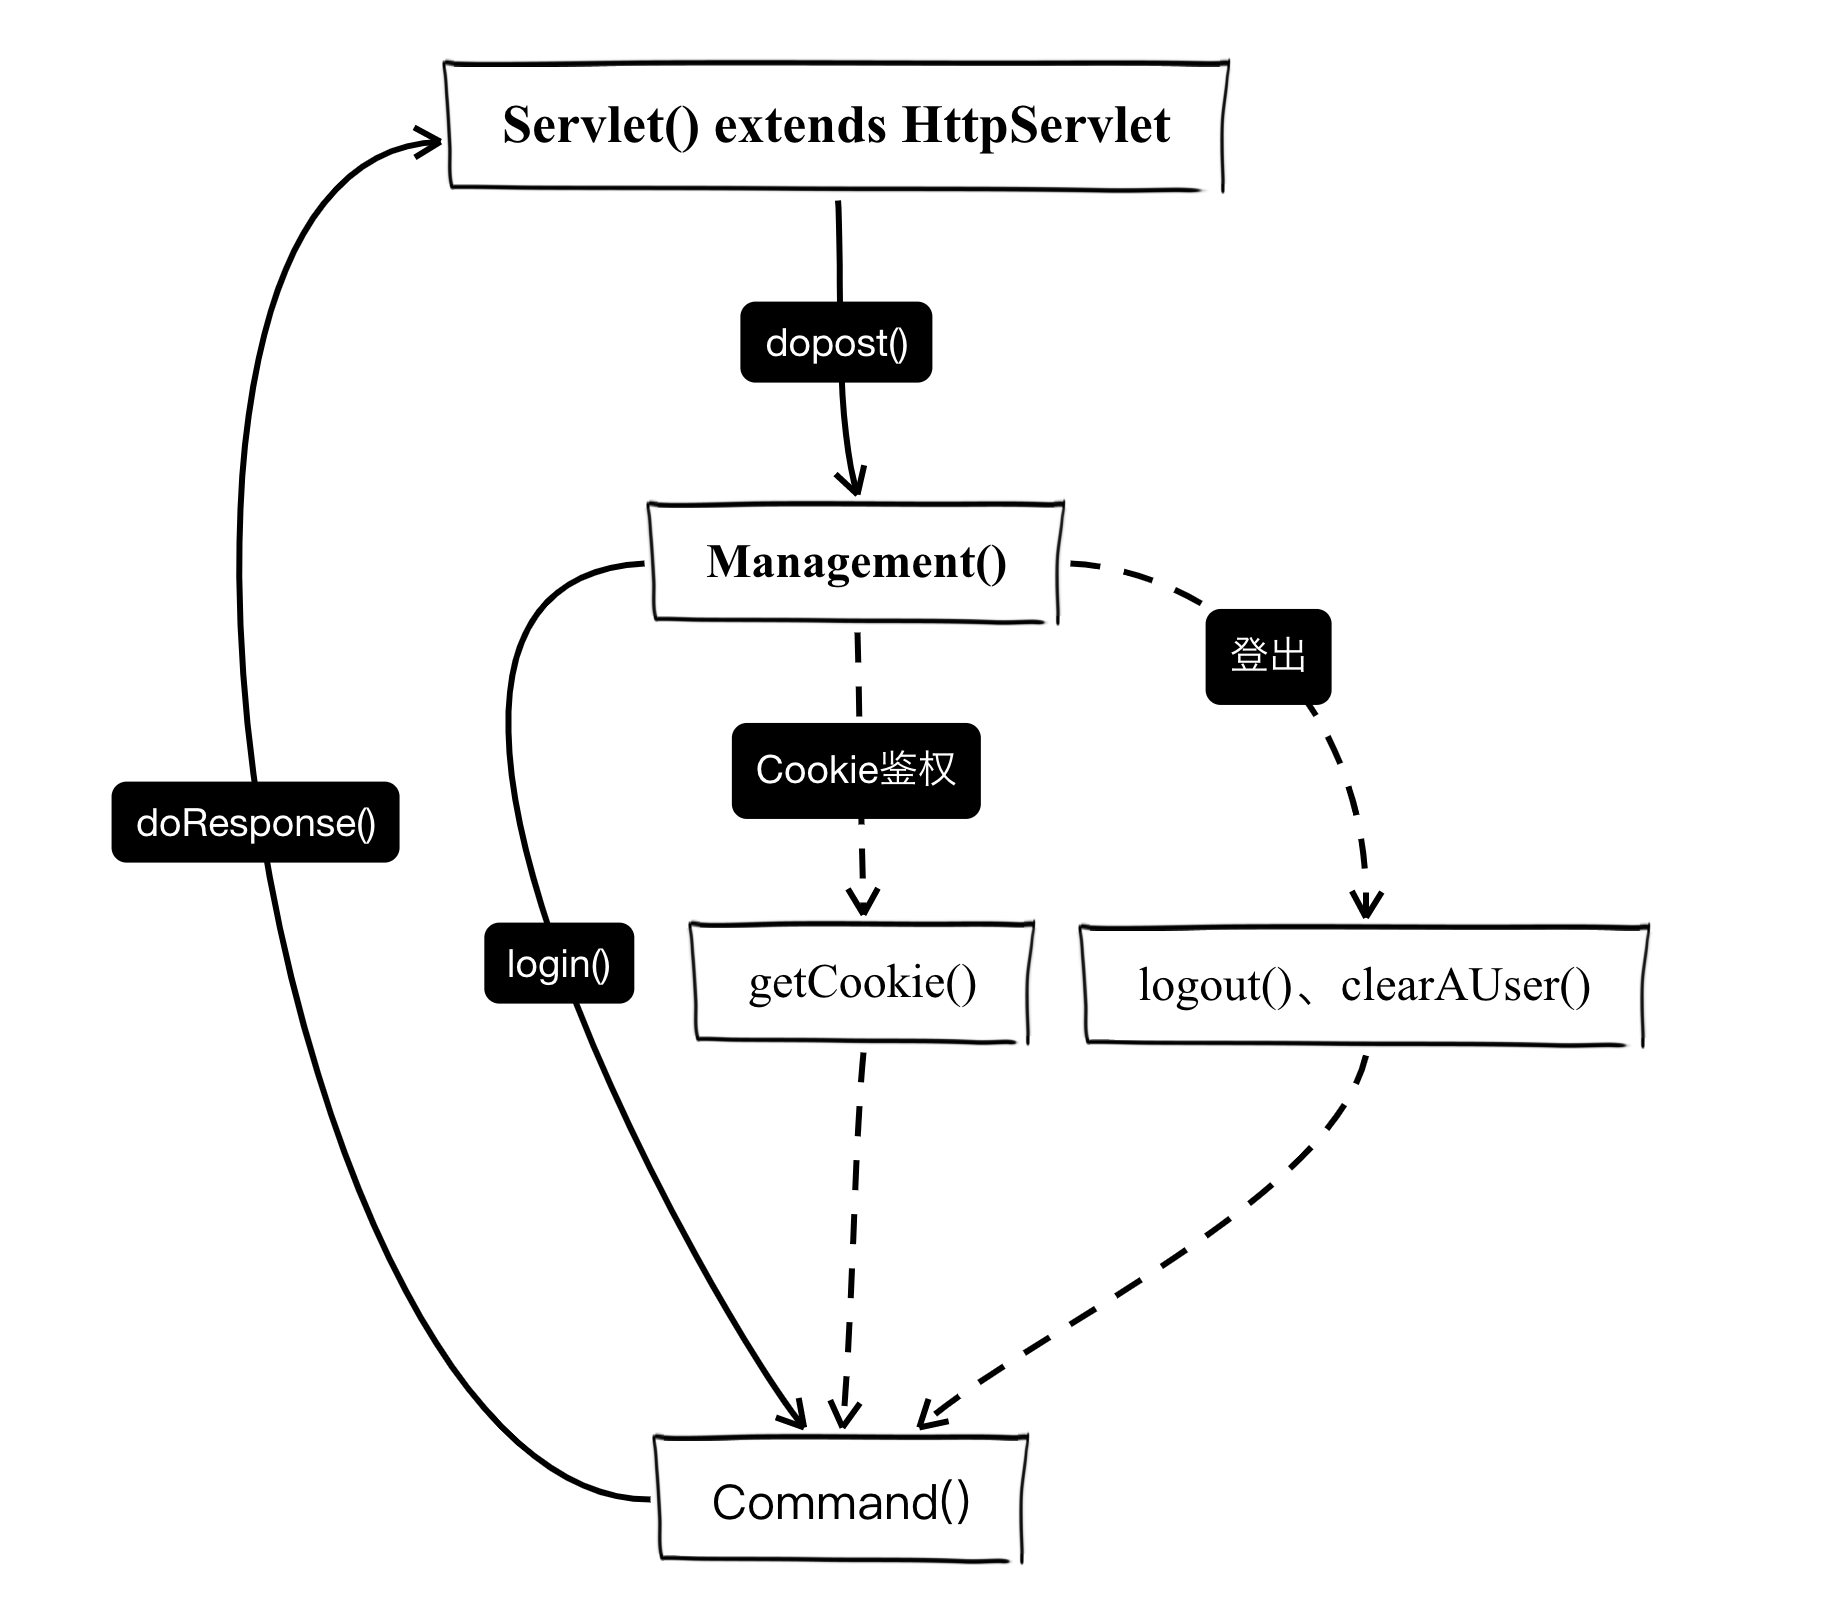 Servlet() extends HttpServlet
dopost()
Management()
登出
Cookie鉴权
doResponse()
login()
getCookie()
logout()、clearAUser()
Command()